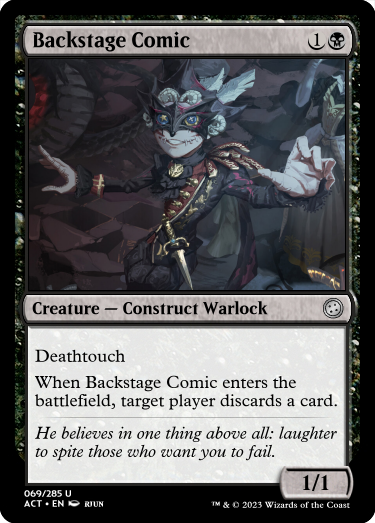 Backstage Comic 1
Creature — Construct Warlock
Deathtouch
When Backstage Comic enters the
battlefield, target player discards a card.
He believes in one thing above all: laughter
to spite those who want you to fail.
1/1
069/285 U
ACT • EN RJUN ™ & © 2023 Wizards of the Coast